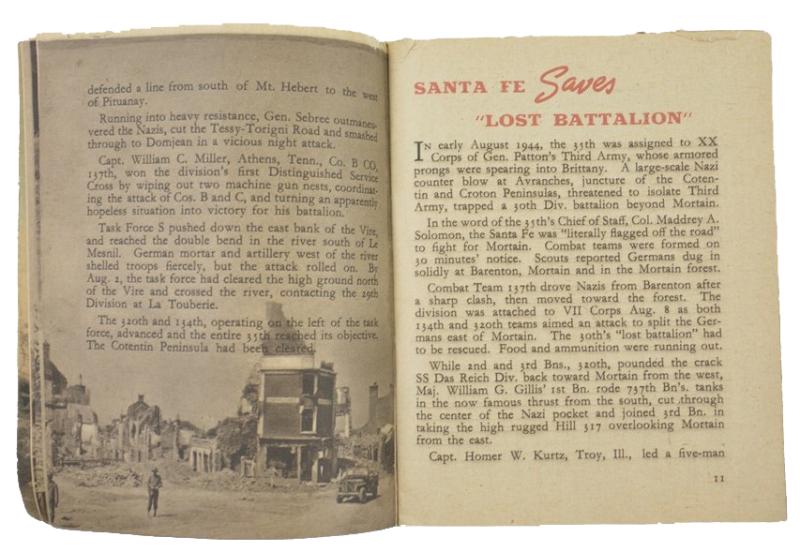 defended a line from south of Mt. Hebert to the west
of Pituanay.
Running into heavy resistance, Gen. Sebree outmaneu-
vered the Nazis, cut the Tessy-Torigni Road and smashed
through to Domjean in a vicious night attack.
Capt. William C. Miller, Athens, Tenn., Co. B CO,
137th, won the division's first Distinguished Service
Cross by wiping out two machine gun nests, coordinat-
ing the attack of Cos. B and C, and turning an apparently
hopeless situation into victory for his battalion.
Task Force S pushed down the east bank of the Vire,
and reached the double bend in the river south of Le
Mesnil. German mortar and artillery west of the river
shelled troops fiercely, but the attack rolled on. By
Aug. 2, the task force had cleared the high ground north
of the Vire and crossed the river, contacting the 29th
Division at La Touberie.
The 320th and 134th, operating on the left of the task
force, advanced and the entire 35th reached its objective.
The Cotentin Peninsula had been cleared.
SANTA FE Saves
"LOST BATTALION"
IN early August 1944, the 35th was assigned to XX
Corps of Gen. Patton's Third Army, whose armored
prongs were spearing into Brittany. A large-scale Nazi
counter blow at Avranches, juncture of the Coten-
tin and Croton Peninsulas, threatened to isolate Third
Army, trapped a 30th Div. battalion beyond Mortain.
In the word of the 35th's Chief of Staff, Col. Maddrey A.
Solomon, the Santa Fe was "literally flagged off the road"
to fight for Mortain. Combat teams were formed on
30 minutes' notice. Scouts reported Germans dug in
solidly at Barenton, Mortain and in the Mortain forest.
Combat Team 137th drove Nazis from Barenton after
a sharp clash, then moved toward the forest. The
division was attached to VII Corps Aug. 8 as both
134th and 320th teams aimed an attack to split the Ger-
mans east of Mortain. The 30th's "lost battalion" had
to be rescued. Food and ammunition were running out.
While 2nd and 3rd Bns., 320th, pounded the crack
SS Das Reich Div. back toward Mortain from the west,
Maj. William G. Gillis' 1st Bn. rode 737th Bn's. tanks
in the now famous thrust from the south, cut through
the center of the Nazi pocket and joined 3rd Bn. in
taking the high rugged Hill 317 overlooking Mortain
from the east.
Capt. Homer W. Kurtz, Troy, Ill., led a five-man
11